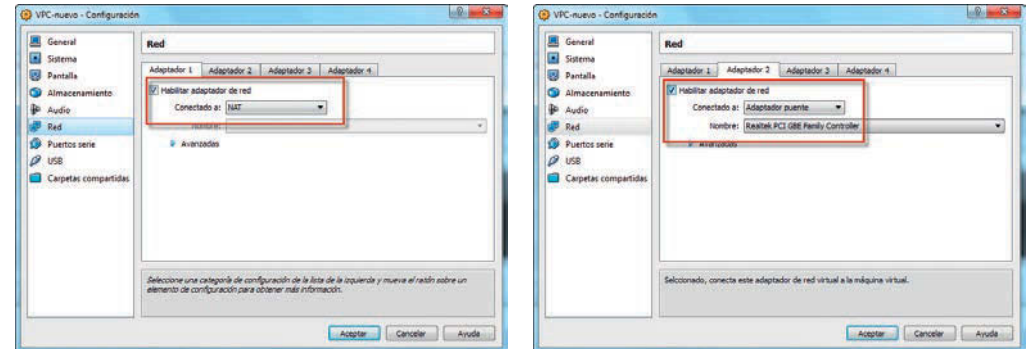 VPC-nuevo - Configuración
General
Sistema
Pantalla
Almacenamiento
Audio
Red
Puertos serie
USB
Carpetas compartidas
Red
Adaptador 1 Adaptador 2 Adaptador 3 Adaptador 4
Habilitar adaptador de red
Conectado a: NAT
Nombre:
Avanzadas
Seleccione una categoría de configuración de la lista de la izquierda y mueva el ratón sobre un
elemento de configuración para obtener más información.
Aceptar Cancelar Ayuda
VPC-nuevo - Configuración
General
Sistema
Pantalla
Almacenamiento
Audio
Red
Puertos serie
USB
Carpetas compartidas
Red
Adaptador 1 Adaptador 2 Adaptador 3 Adaptador 4
Habilitar adaptador de red
Conectado a: Adaptador puente
Nombre: Realtek PCI GBE Family Controller
Avanzadas
Selccionado, conecta este adaptador de red virtual a la máquina virtual.
Aceptar Cancelar Ayuda